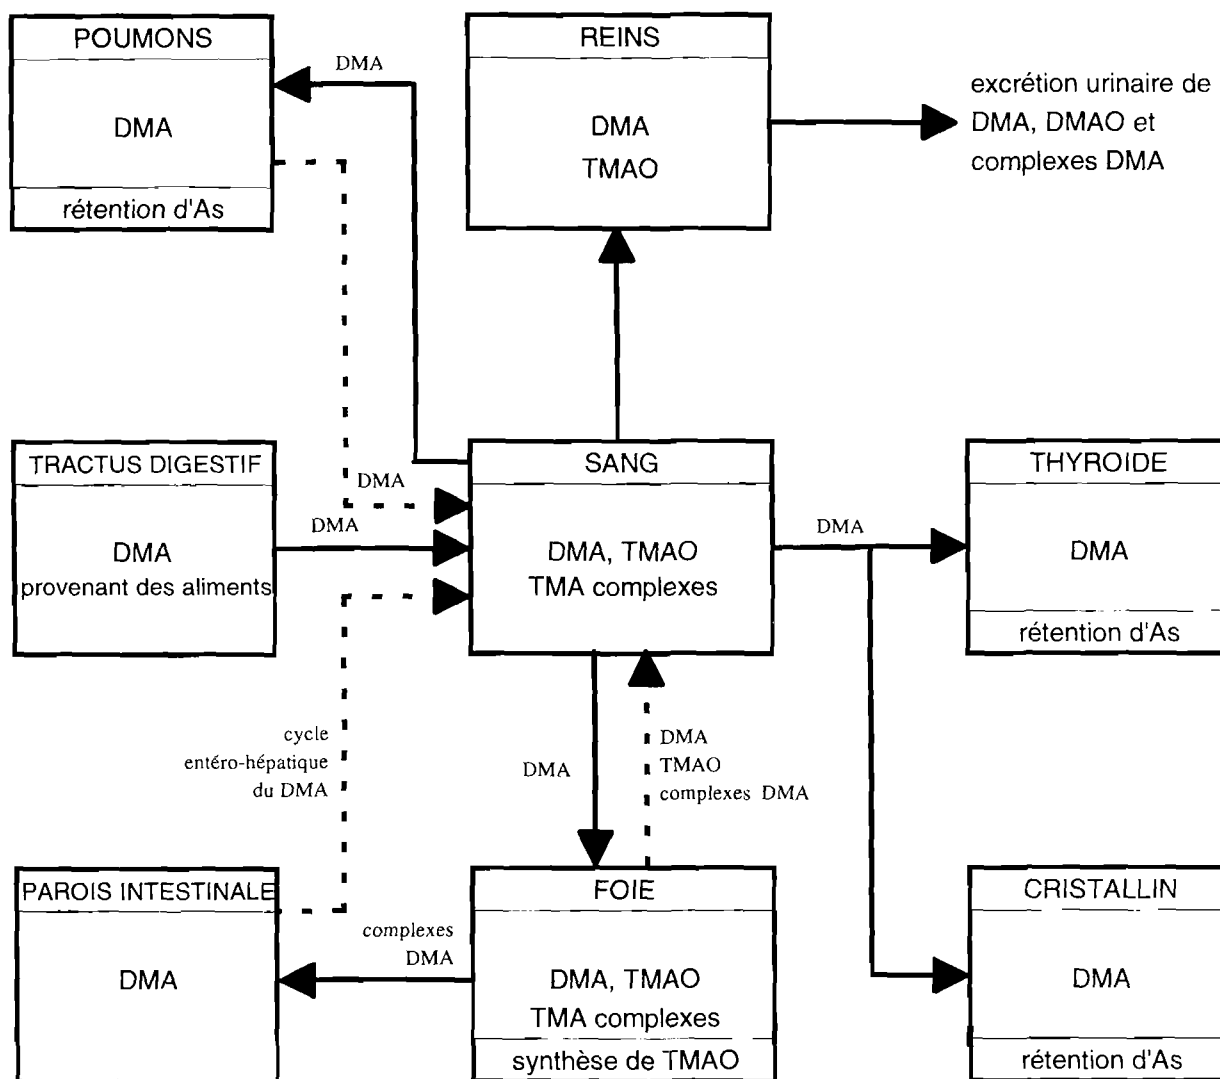 POUMONS
DMA
rétention d'As
DMA
REINS
DMA
TMAO
excrétion urinaire de
DMA, DMAO et
complexes DMA
TRACTUS DIGESTIF
DMA
provenant des aliments
DMA
DMA
SANG
DMA, TMAO
TMA complexes
DMA
THYROIDE
DMA
rétention d'As
cycle
entéro-hépatique
du DMA
DMA
DMA
TMAO
complexes DMA
PAROIS INTESTINALE
DMA
complexes
DMA
FOIE
DMA, TMAO
TMA complexes
synthèse de TMAO
CRISTALLIN
DMA
rétention d'As